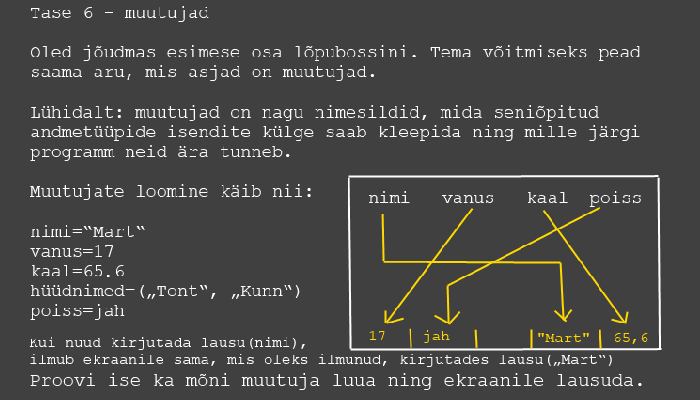 Tase 6 - muutujad
Oled jõudmas esimese osa lõpubossini. Tema võitmiseks pead
saama aru, mis asjad on muutujad.
Lühidalt: muutujad on nagu nimesildid, mida seniõpitud
andmetüüpide isendite külge saab kleepida ning mille järgi
programm neid ära tunneb.
Muutujate loomine käib nii:
nimi=“Mart“
vanus=17
kaal=65.6
hüüdnimed=(„Tont“, „Kunn“)
poiss=jah
nimi vanus kaal poiss
17 | jah | |"Mart" | 65,6
Kui nüüd kirjutada lausu(nimi),
ilmub ekraanile sama, mis oleks ilmunud, kirjutades lausu(„Mart“)
Proovi ise ka mõni muutuja luua ning ekraanile lausuda.